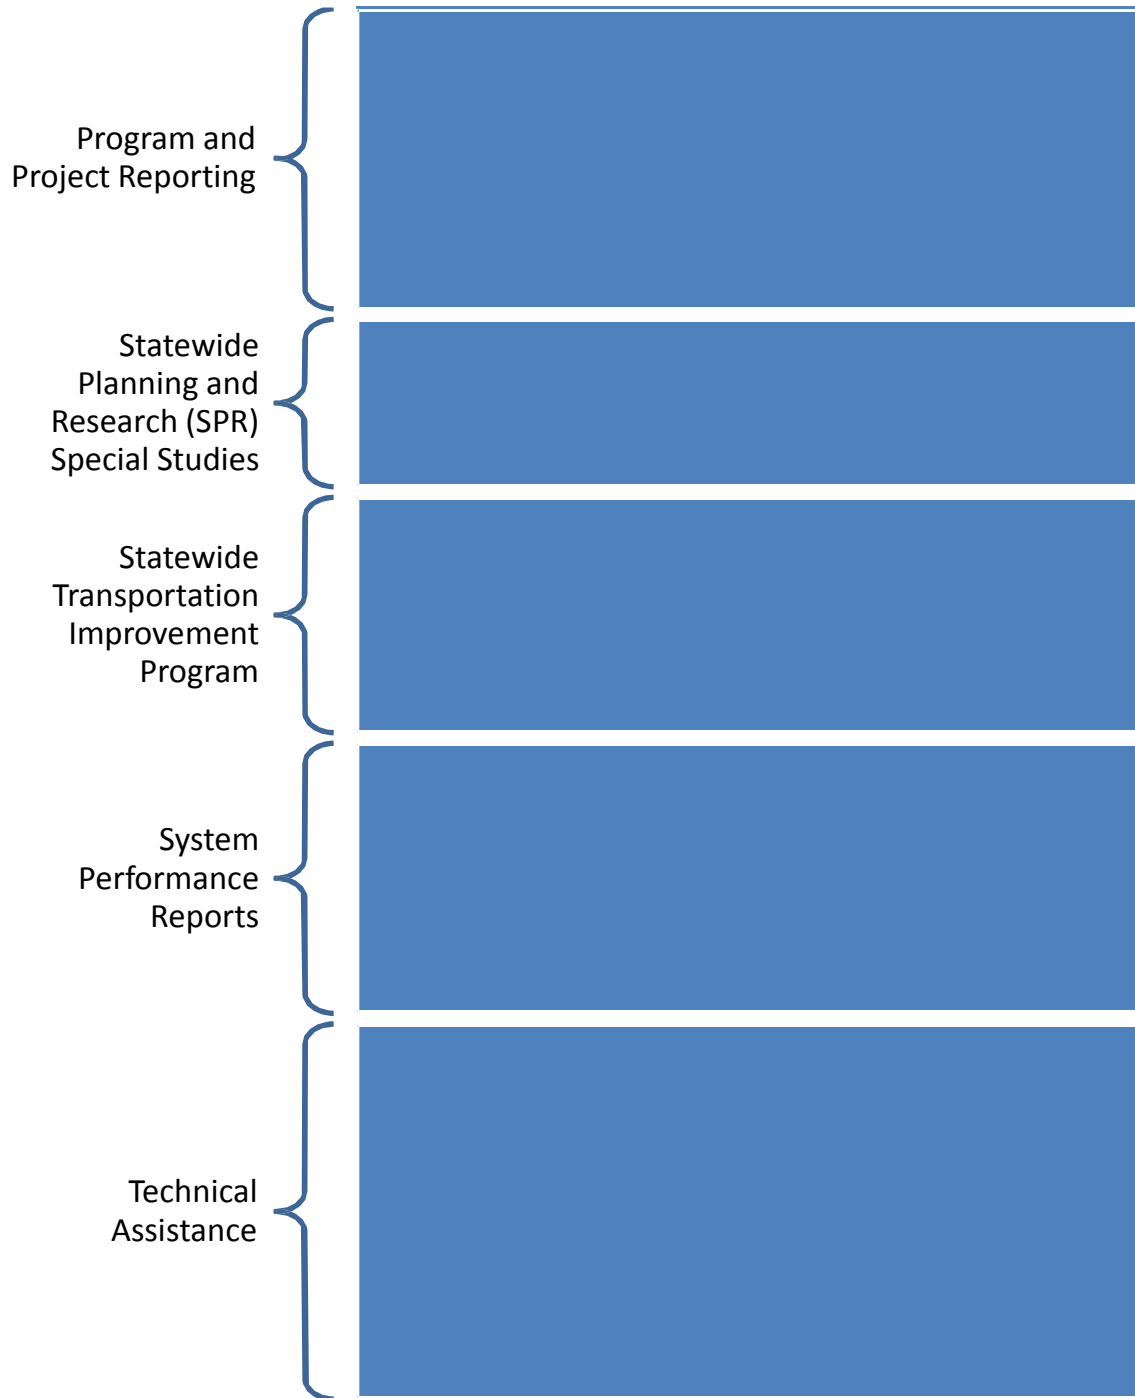 Program and
Project Reporting
Statewide
Planning and
Research (SPR)
Special Studies
Statewide
Transportation
Improvement
Program
System
Performance
Reports
Technical
Assistance